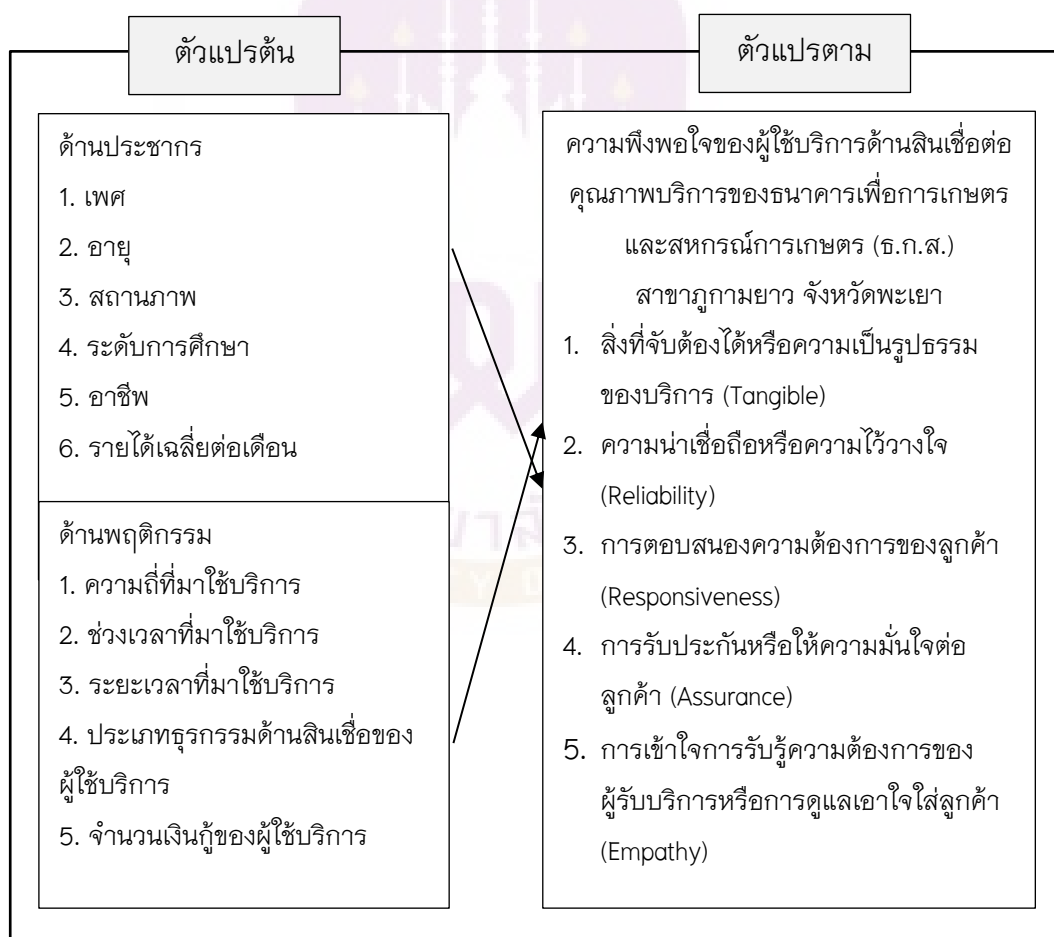 ตัวแปรต้น
ตัวแปรตาม
ด้านประชากร
1. เพศ
2. อายุ
3. สถานภาพ
4. ระดับการศึกษา
5. อาชีพ
6. รายได้เฉลี่ยต่อเดือน
ด้านพฤติกรรม
1. ความถี่ที่มาใช้บริการ
2. ช่วงเวลาที่มาใช้บริการ
3. ระยะเวลาที่มาใช้บริการ
4. ประเภทธุรกรรมด้านสินเชื่อของ
ผู้ใช้บริการ
5. จำนวนเงินกู้ของผู้ใช้บริการ
ความพึงพอใจของผู้ใช้บริการด้านสินเชื่อต่อ
คุณภาพบริการของธนาคารเพื่อการเกษตร
และสหกรณ์การเกษตร (ธ.ก.ส.)
สาขาภูกามยาว จังหวัดพะเยา
1. สิ่งที่จับต้องได้หรือความเป็นรูปธรรม
ของบริการ (Tangible)
2. ความน่าเชื่อถือหรือความไว้วางใจ
(Reliability)
3. การตอบสนองความต้องการของลูกค้า
(Responsiveness)
4. การรับประกันหรือให้ความมั่นใจต่อ
ลูกค้า (Assurance)
5. การเข้าใจการรับรู้ความต้องการของ
ผู้รับบริการหรือการดูแลเอาใจใส่ลูกค้า
(Empathy)